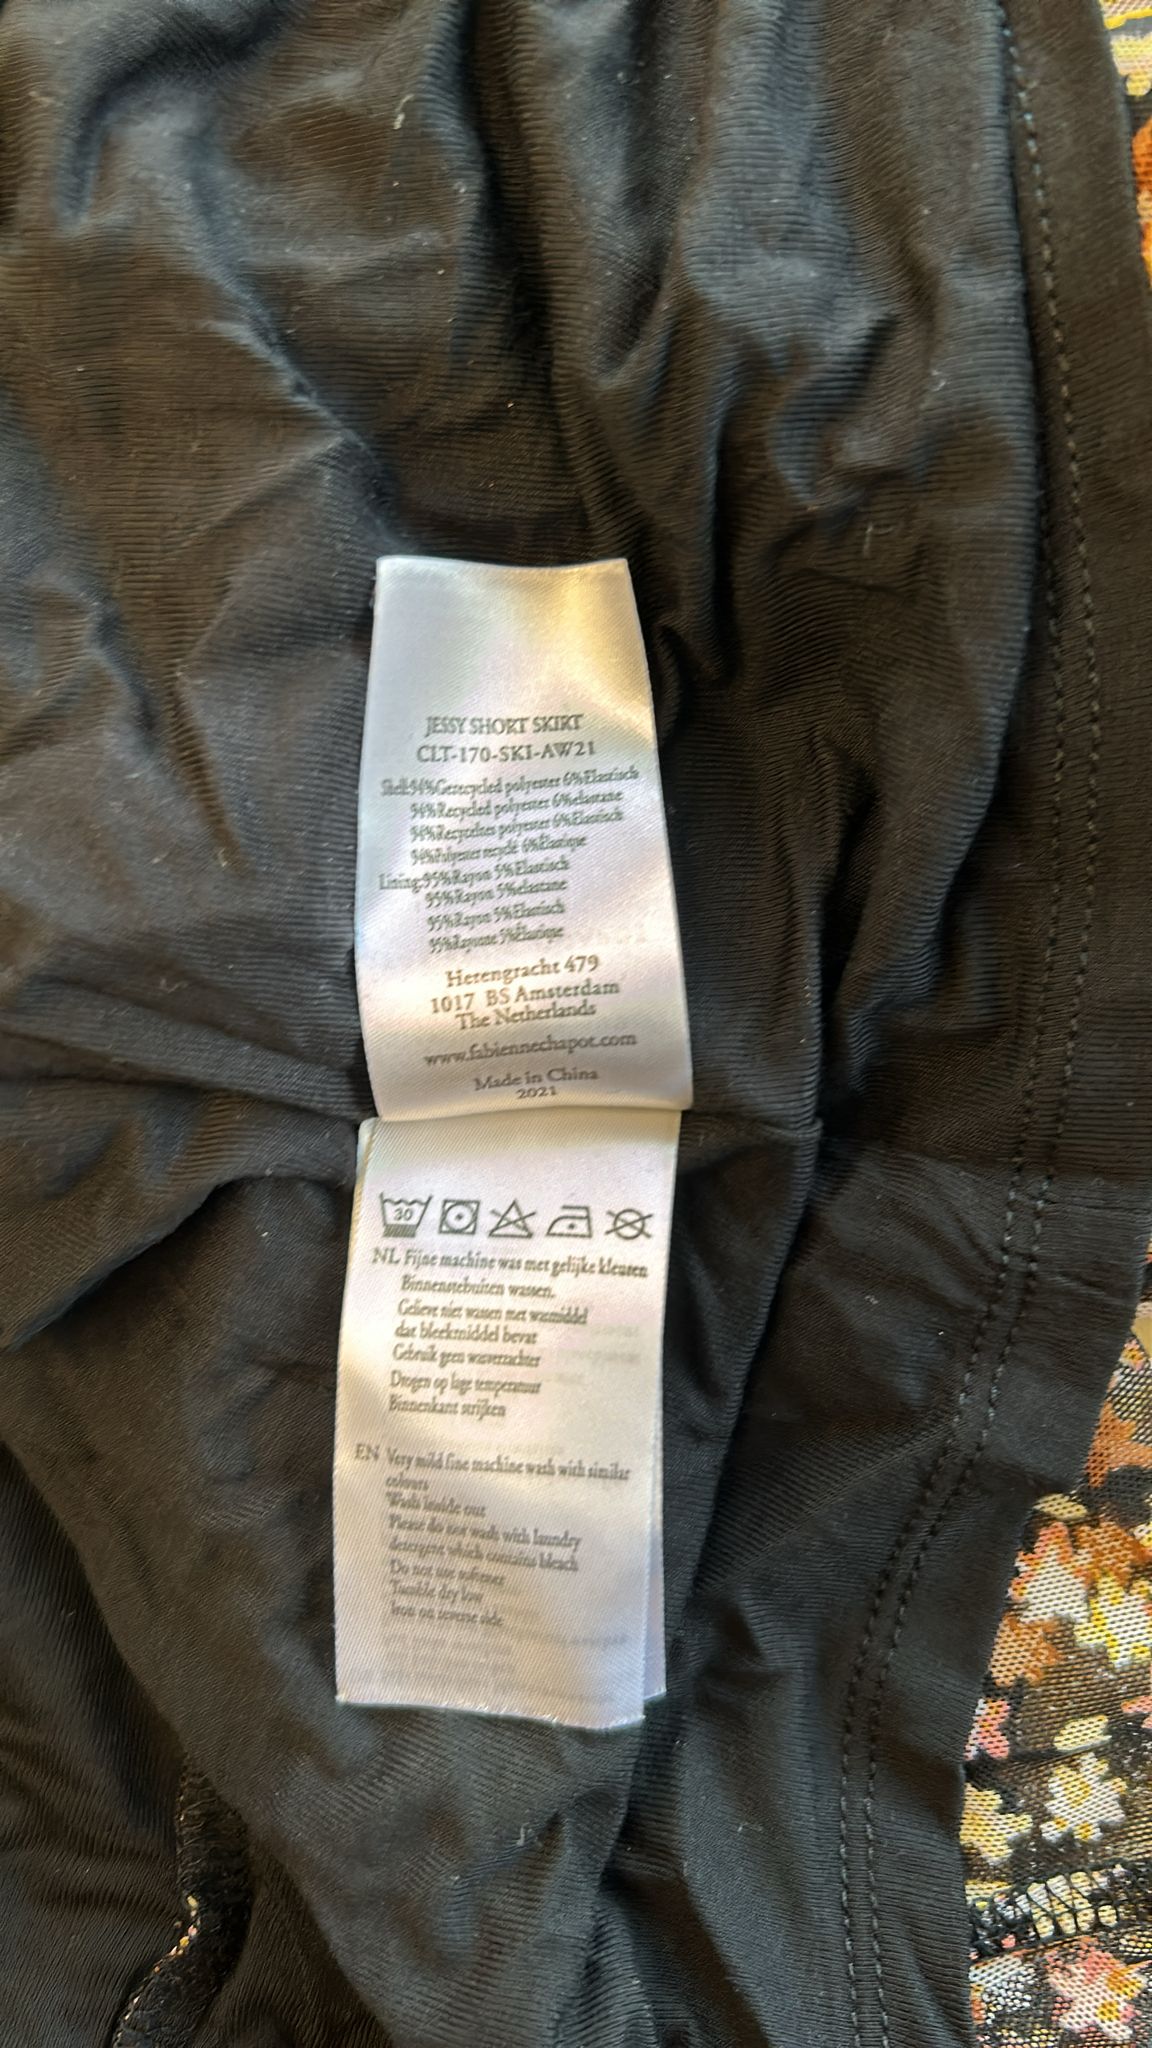 JESSY SHORT SKIRT
CLT-170-SKI-AW21
Shell:94%Gerecycled polyester 6%Elastisch
94%Recycled polyester 6%elastane
94%Recyceltes polyester 6%Elastisch
94%Polyester recyclé 6%Elastique
Lining:95%Rayon 5%Elastisch
95%Rayon 5%elastane
95%Rayon 5%Elastisch
95%Rayonne 5%Elastique
Herengracht 479
1017 BS Amsterdam
The Netherlands
www.fabiennechapot.com
Made in China
2021
30
NL Fijne machine was met gelijke kleuren
Binnenstebuiten wassen.
Gelieve niet wassen met wasmiddel
dat bleekmiddel bevat
Gebruik geen wasverzachter
Drogen op lage temperatuur
Binnenkant strijken
EN Very mild fine machine wash with similar
colours
Wash inside out
Please do not wash with laundry
detergent which contains bleach
Do not use softener
Tumble dry low
Iron on reverse side